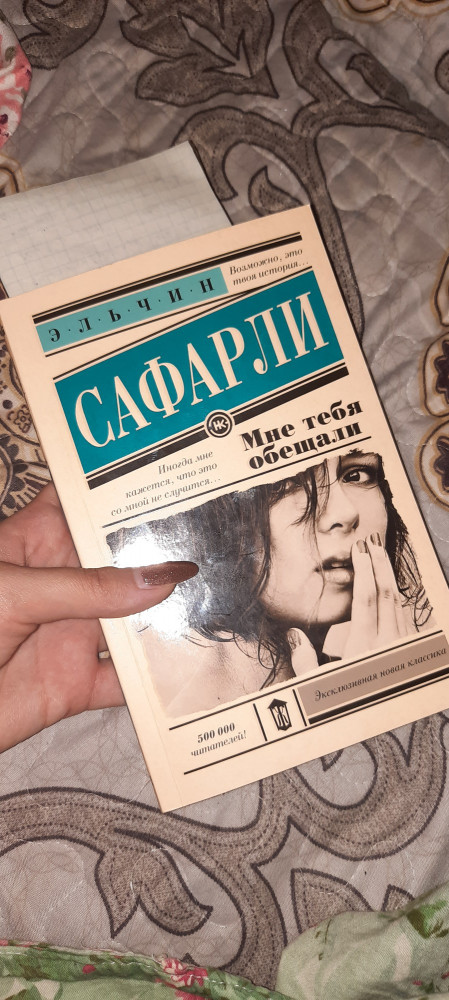 Э·Л·Ь·Ч·И·Н
Возможно, это
твоя история...
САФАРЛИ
НК
Мне тебя
обещали
Иногда мне
кажется, что это
со мной не случится...
500 000
читателей!
Эксклюзивная новая классика